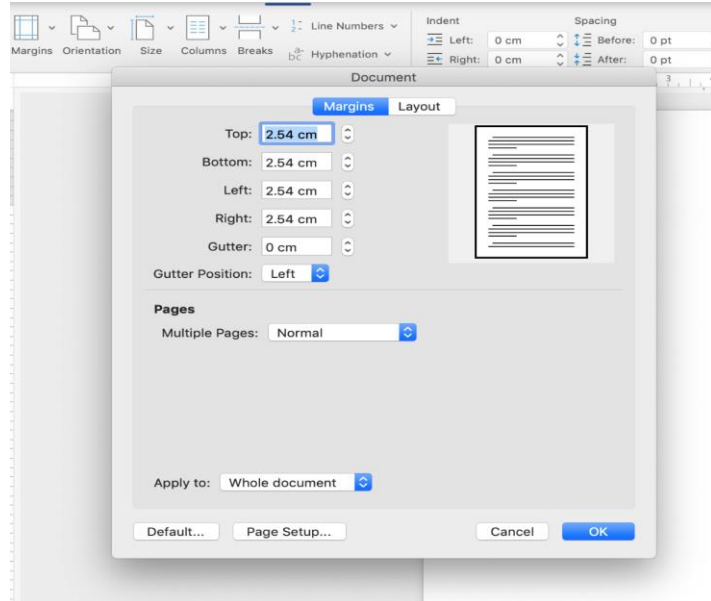 Line Numbers
Indent
Spacing
Left: 0 cm
Before: 0 pt
Margins Orientation Size Columns Breaks
Hyphenation
Right: 0 cm
After: 0 pt
Document
3
Margins Layout
Top: 2.54 cm
Bottom: 2.54 cm
Left: 2.54 cm
Right: 2.54 cm
Gutter: 0 cm
Gutter Position: Left
Pages
Multiple Pages: Normal
Apply to: Whole document
Default... Page Setup... Cancel OK